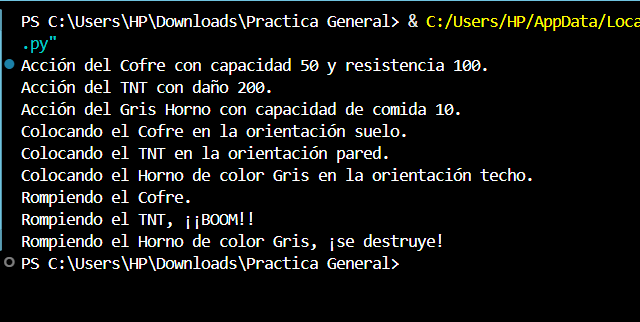 PS C:\Users\HP\Downloads\Practica General> & C:/Users/HP/AppData/Loca
.py"
Acción del Cofre con capacidad 50 y resistencia 100.
Acción del TNT con daño 200.
Acción del Gris Horno con capacidad de comida 10.
Colocando el Cofre en la orientación suelo.
Colocando el TNT en la orientación pared.
Colocando el Horno de color Gris en la orientación techo.
Rompiendo el Cofre.
Rompiendo el TNT, ¡¡BOOM!!
Rompiendo el Horno de color Gris, ¡se destruye!
PS C:\Users\HP\Downloads\Practica General>